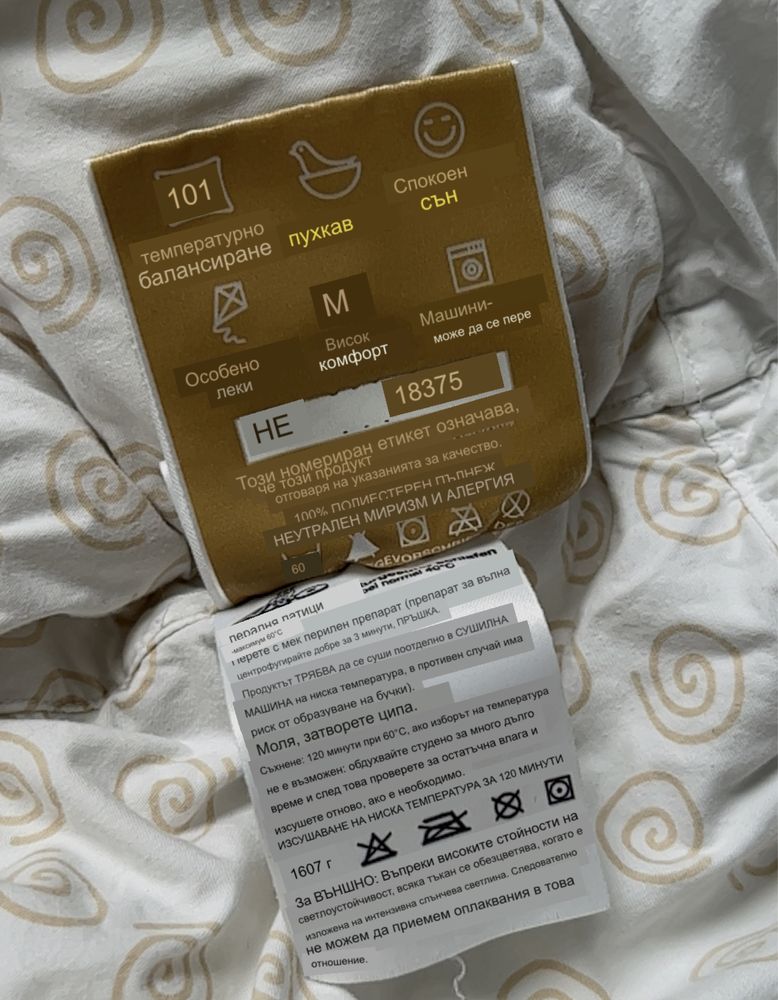 101
температурно
балансиране
пухкав
Спокоен
сън
Особено
леки
М
Висок
комфорт
Машини-
може да се пере
НЕ
18375
Този номериран етикет означава,
че този продукт
отговаря на указанията за качество.
100% ПОЛИЕСТЕРЕН ПЪЛНЕЖ
НЕУТРАЛЕН МИРИЗЪМ И АЛЕРГИЯ
60
bei normal 40°C
-максимум 60°C
Перете с мек перилен препарат (препарат за вълна
центрофугирайте добре за 3 минути, ПРЪШКА.
Продуктът ТРЯБВА да се суши поотделно в СУШИЛНА
МАШИНА на ниска температура, в противен случай има
риск от образуване на бучки).
Моля, затворете ципа.
Съхнене: 120 минути при 60°C, ако изборът на температура
не е възможен: обдухвайте студено за много дълго
време и след това проверете за остатъчна влага и
изсушете отново, ако е необходимо.
ИЗСУШАВАНЕ НА НИСКА ТЕМПЕРАТУРА ЗА 120 МИНУТИ
1607 г
За ВЪНШНО: Въпреки високите стойности на
светлоустойчивост, всяка тъкан се обезцветява, когато е
изложена на интензивна слънчева светлина. Следователно
не можем да приемем оплаквания в това
отношение.